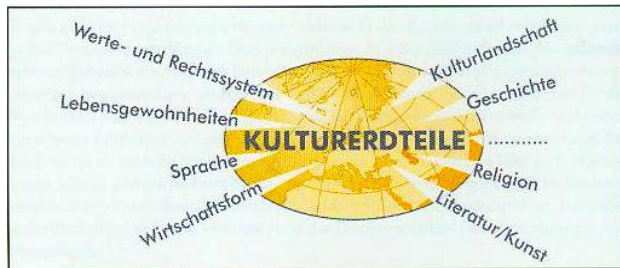 Werte- und Rechtssystem
Lebensgewohnheiten
Sprache
Wirtschaftsform
KULTURERDTEILE
Kulturlandschaft
Geschichte
...........
Religion
Literatur/Kunst